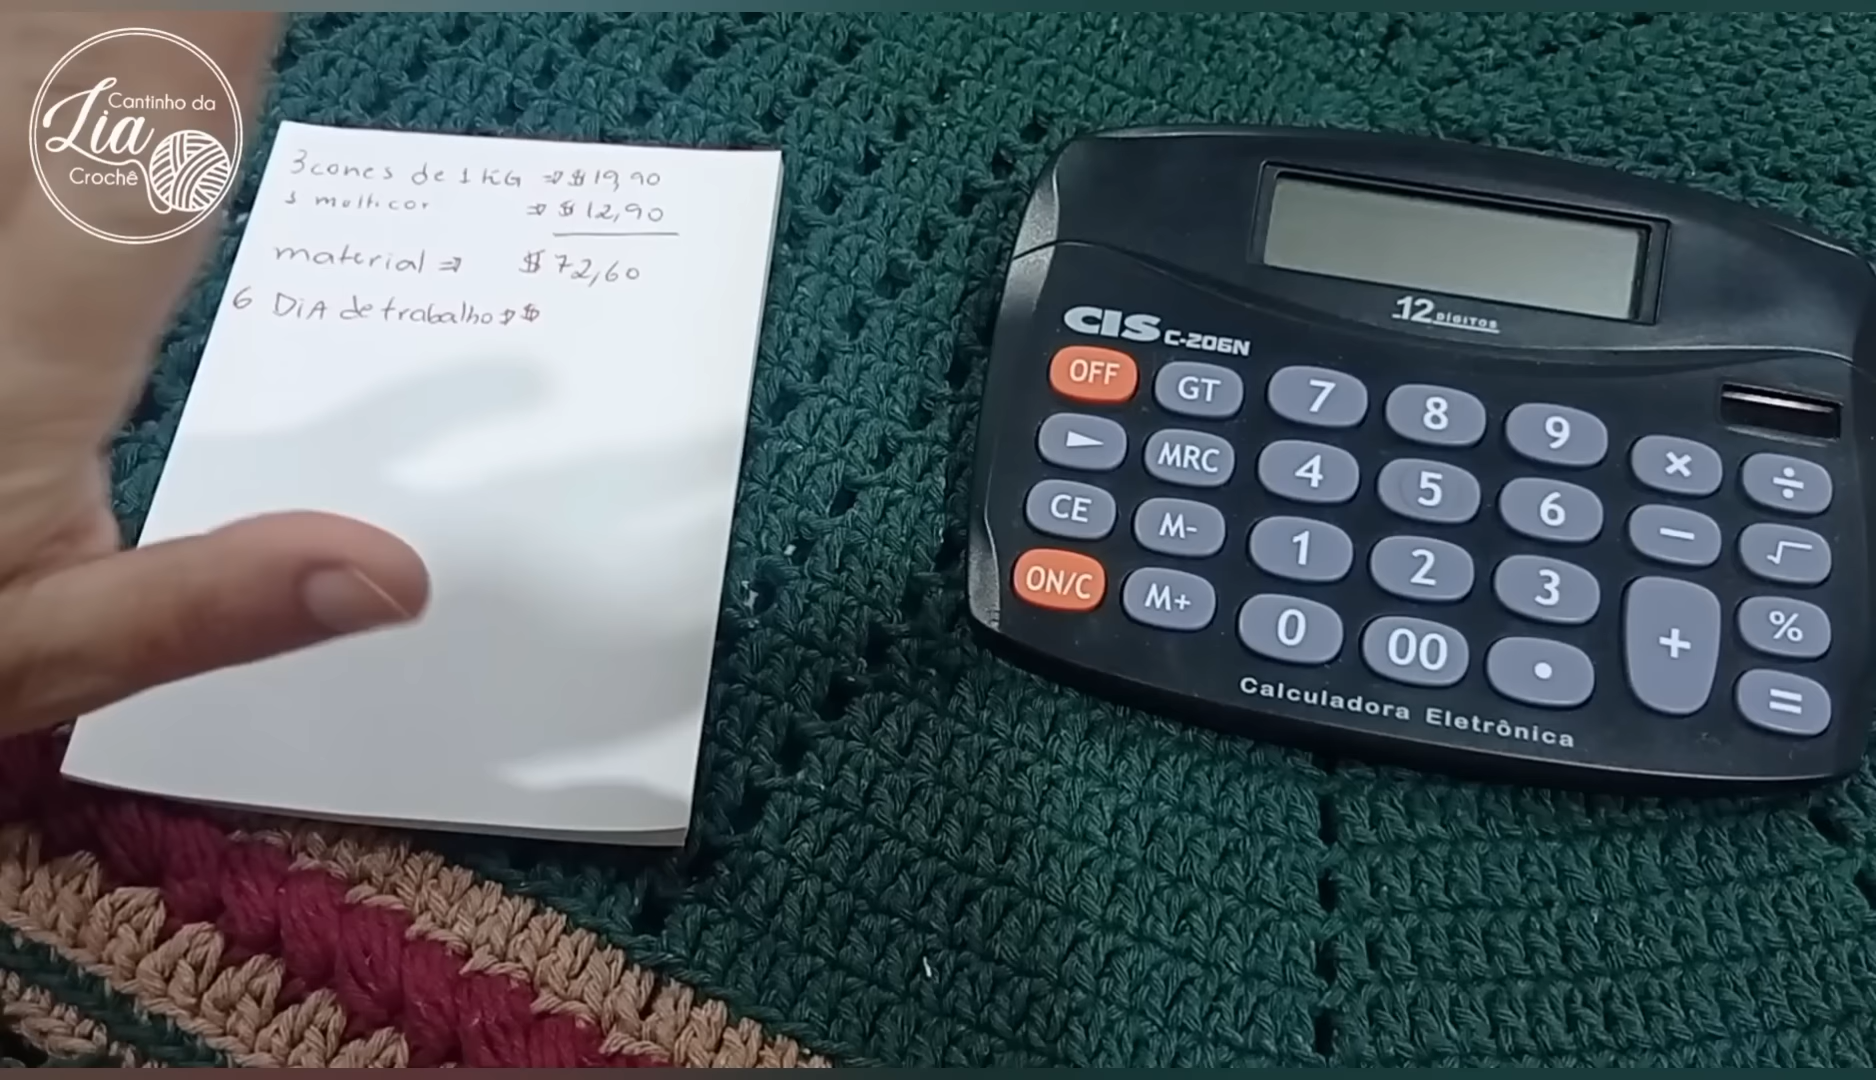 Cantinho da
Lia
Crochê
3 cones de 1 KG ⇒ $ 19,90
1 multicor ⇒ $ 12,90
material ⇒ $ 72,60
6 DiA de trabalho ⇒ $
12 DÍGITOS
CIS C-206N
OFF GT 7 8 9
MRC 4 5 6 × ÷
CE M- 1 2 3 − √
ON/C M+ 0 00 . + %
=
Calculadora Eletrônica